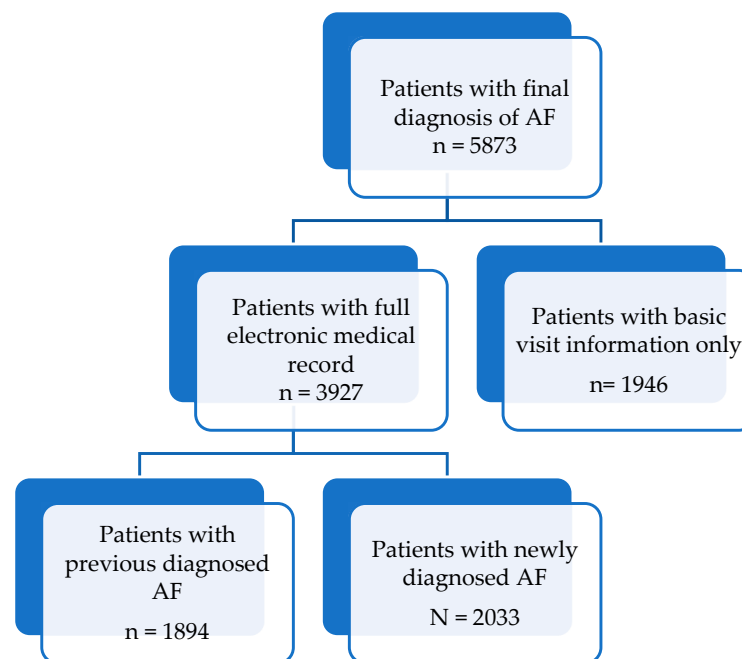 Patients with final
diagnosis of AF
n = 5873
Patients with full
electronic medical
record
n = 3927
Patients with basic
visit information only
n= 1946
Patients with
previous diagnosed
AF
n = 1894
Patients with newly
diagnosed AF
N = 2033